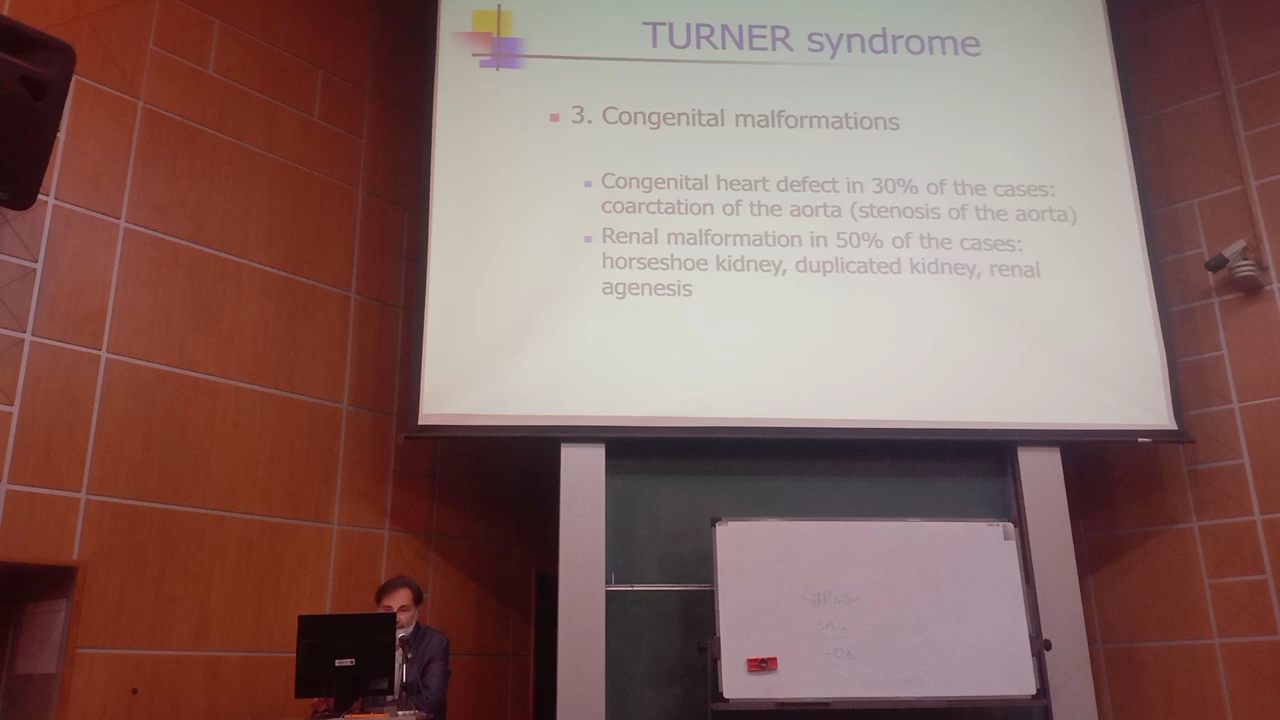 TURNER syndrome
3. Congenital malformations
Congenital heart defect in 30% of the cases:
coarctation of the aorta (stenosis of the aorta)
Renal malformation in 50% of the cases:
horseshoe kidney, duplicated kidney, renal
agenesis
3A4